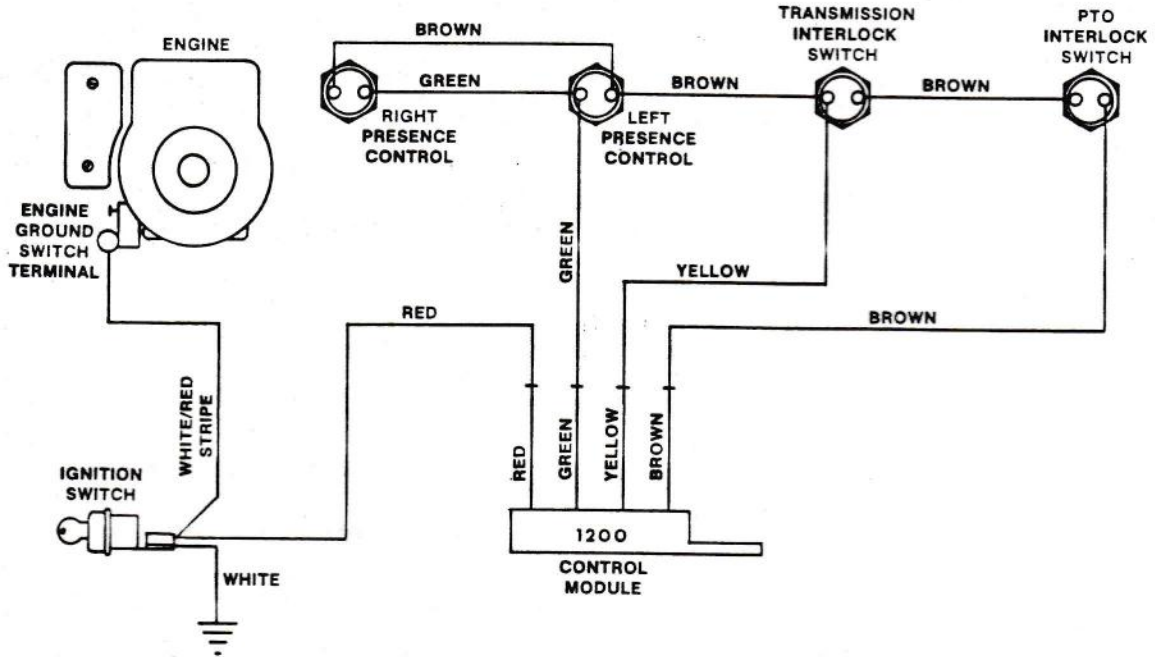 TRANSMISSION
INTERLOCK
SWITCH
PTO
INTERLOCK
SWITCH
ENGINE
BROWN
GREEN
BROWN
BROWN
RIGHT
PRESENCE
CONTROL
LEFT
PRESENCE
CONTROL
ENGINE
GROUND
SWITCH
TERMINAL
GREEN
YELLOW
RED
BROWN
WHITE/RED
STRIPE
RED
GREEN
YELLOW
BROWN
IGNITION
SWITCH
1200
CONTROL
MODULE
WHITE